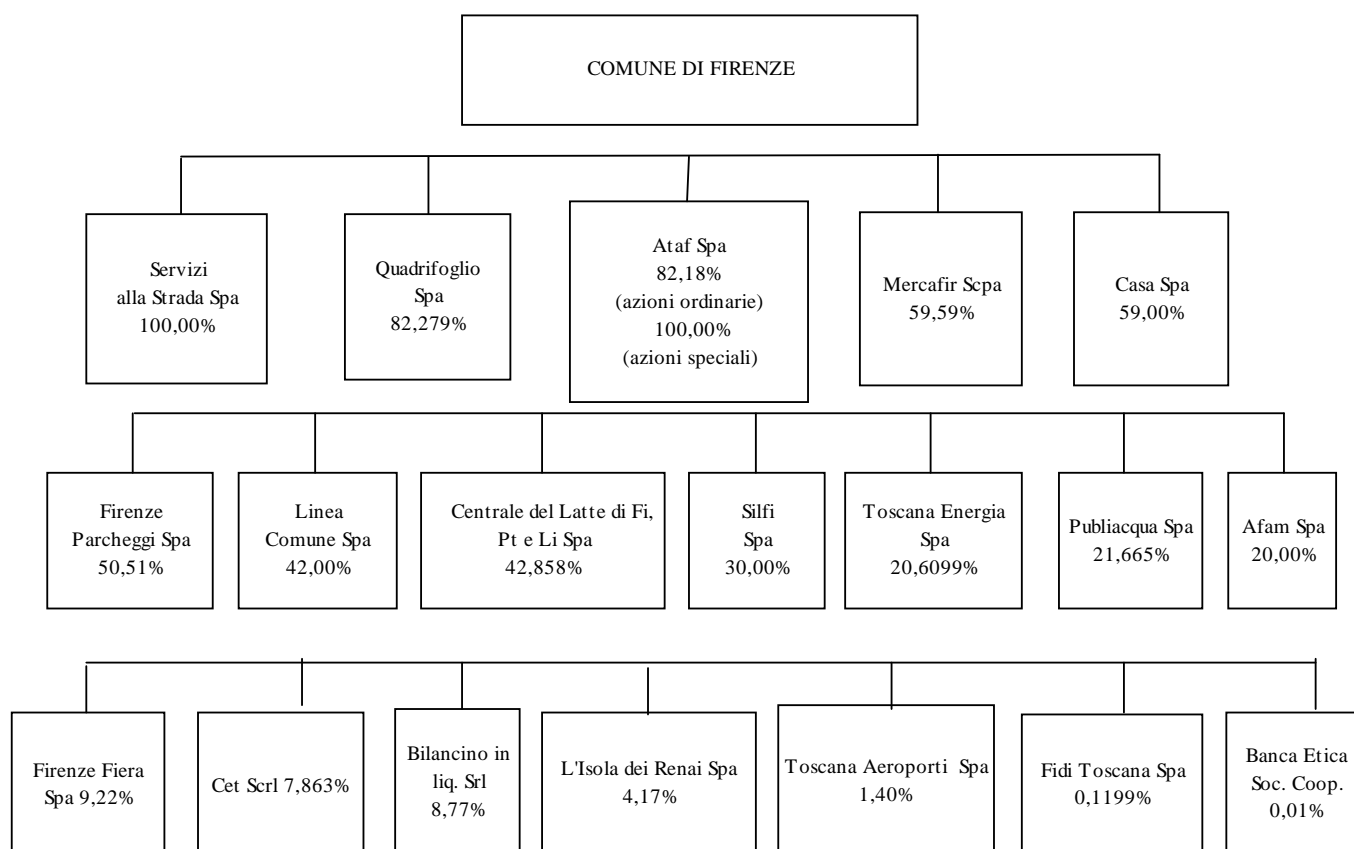 COMUNE DI FIRENZE
Servizi
alla Strada Spa
100,00%
Quadrifoglio
Spa
82,279%
Ataf Spa
82,18%
(azioni ordinarie)
100,00%
(azioni speciali)
Mercafir Scpa
59,59%
Casa Spa
59,00%
Firenze
Parcheggi Spa
50,51%
Linea
Comune Spa
42,00%
Centrale del Latte di Fi,
Pt e Li Spa
42,858%
Silfi
Spa
30,00%
Toscana Energia
Spa
20,6099%
Publiacqua Spa
21,665%
Afam Spa
20,00%
Firenze Fiera
Spa 9,22%
Cet Scrl 7,863%
Bilancino in
liq. Srl
8,77%
L'Isola dei Renai Spa
4,17%
Toscana Aeroporti Spa
1,40%
Fidi Toscana Spa
0,1199%
Banca Etica
Soc. Coop.
0,01%